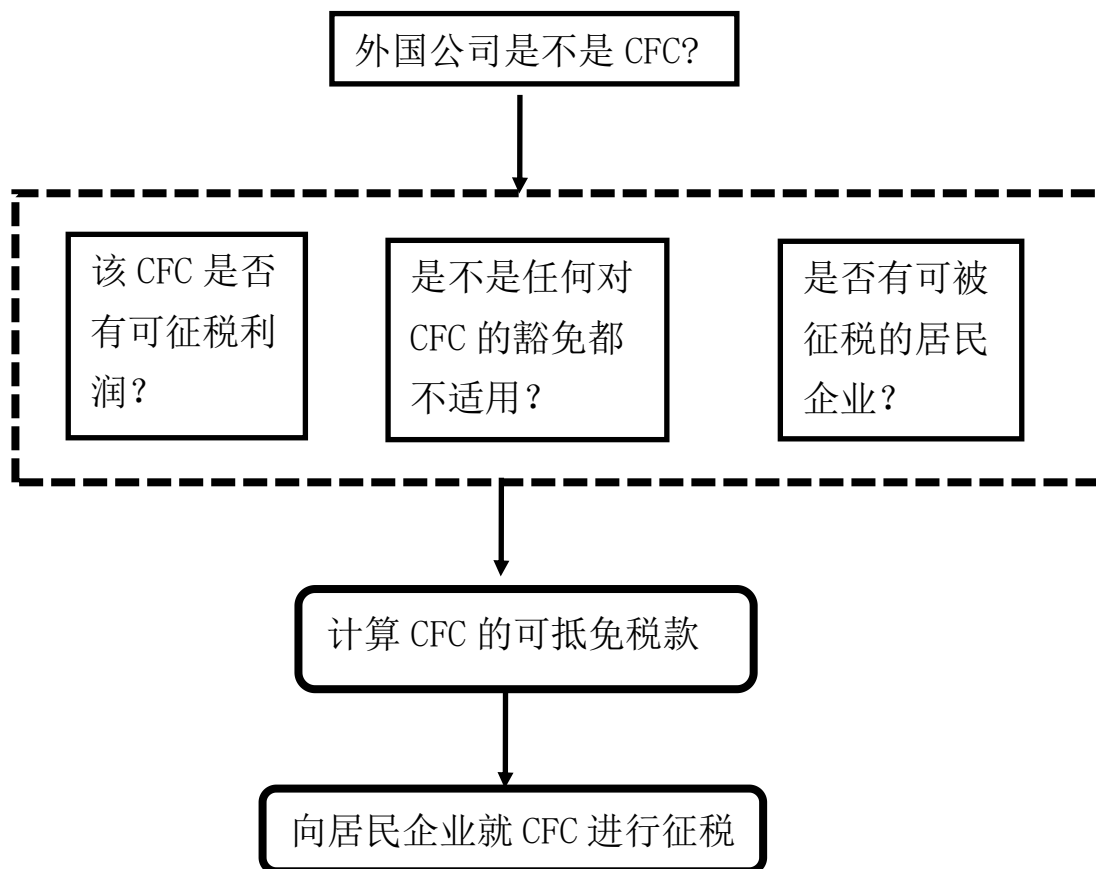 外国公司是不是 CFC?
该 CFC 是否
有可征税利
润？
是不是任何对
CFC 的豁免都
不适用？
是否有可被
征税的居民
企业？
计算 CFC 的可抵免税款
向居民企业就 CFC 进行征税